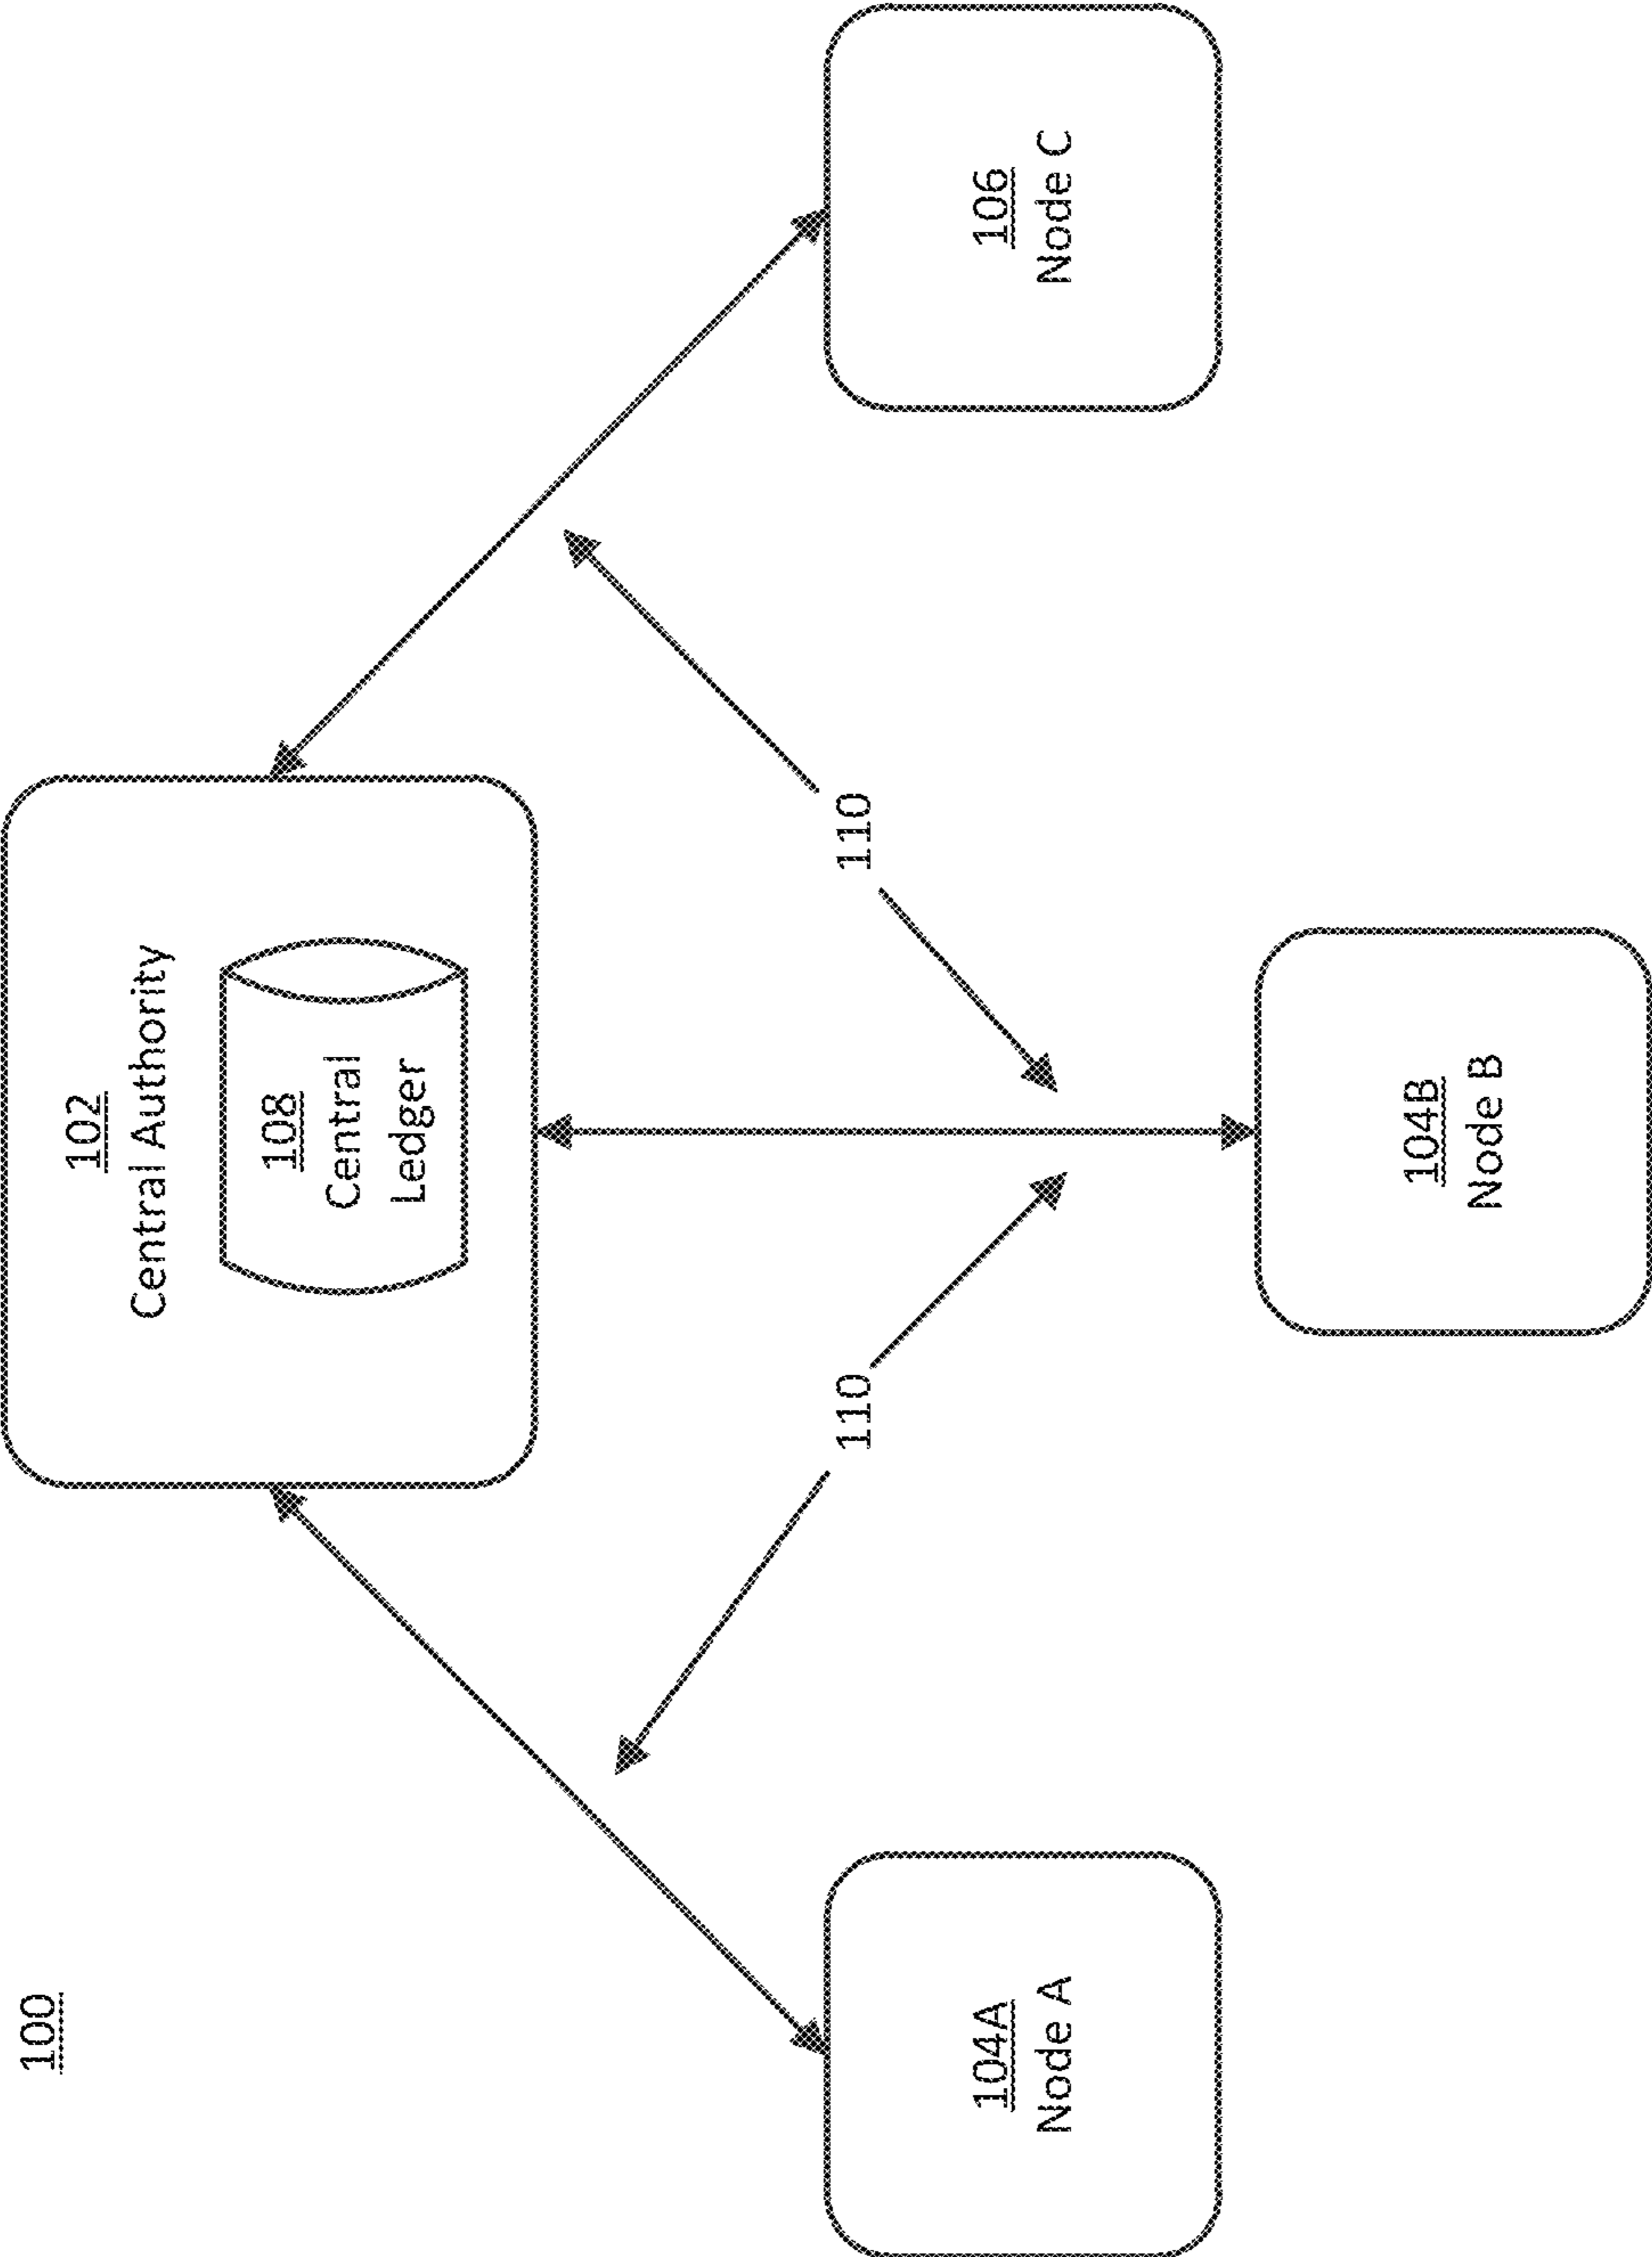 100
102
Central Authority
108
Central
Ledger
110
110
104A
Node A
104B
Node B
106
Node C